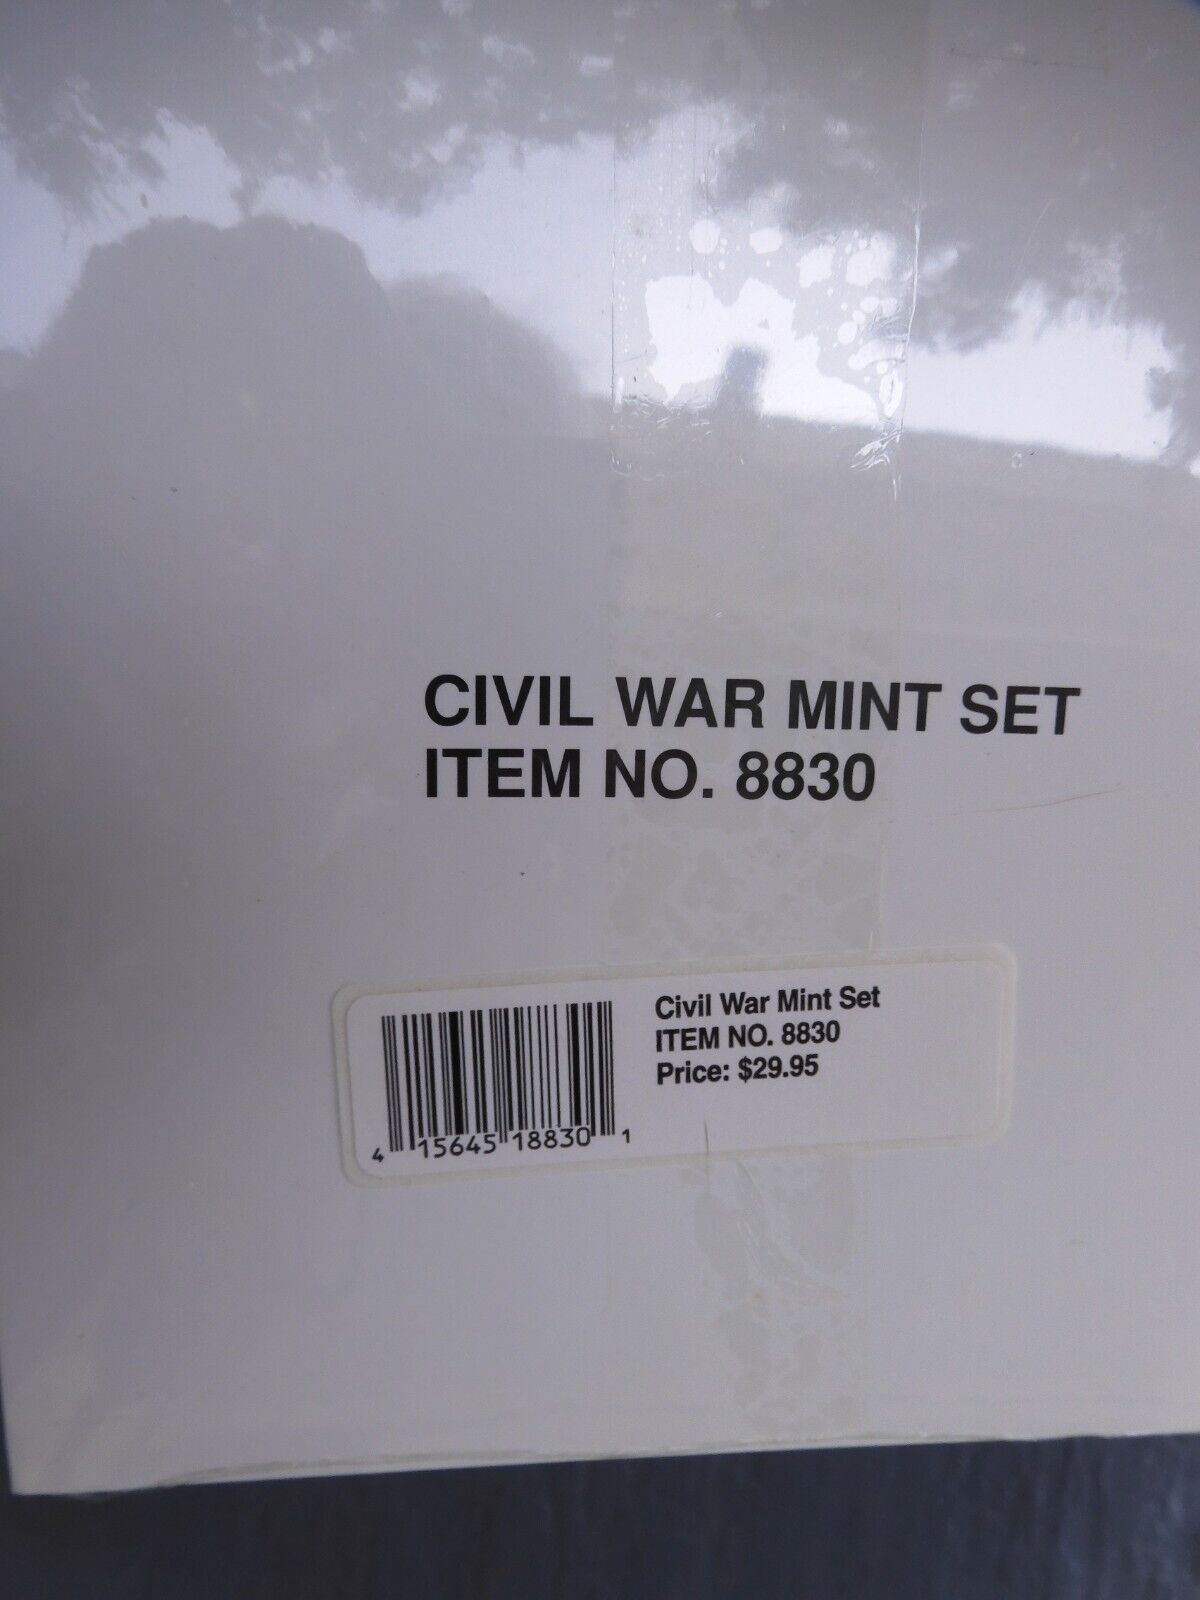 CIVIL WAR MINT SET
ITEM NO. 8830
Civil War Mint Set
ITEM NO. 8830
Price: $29.95
4 15645 18830 1